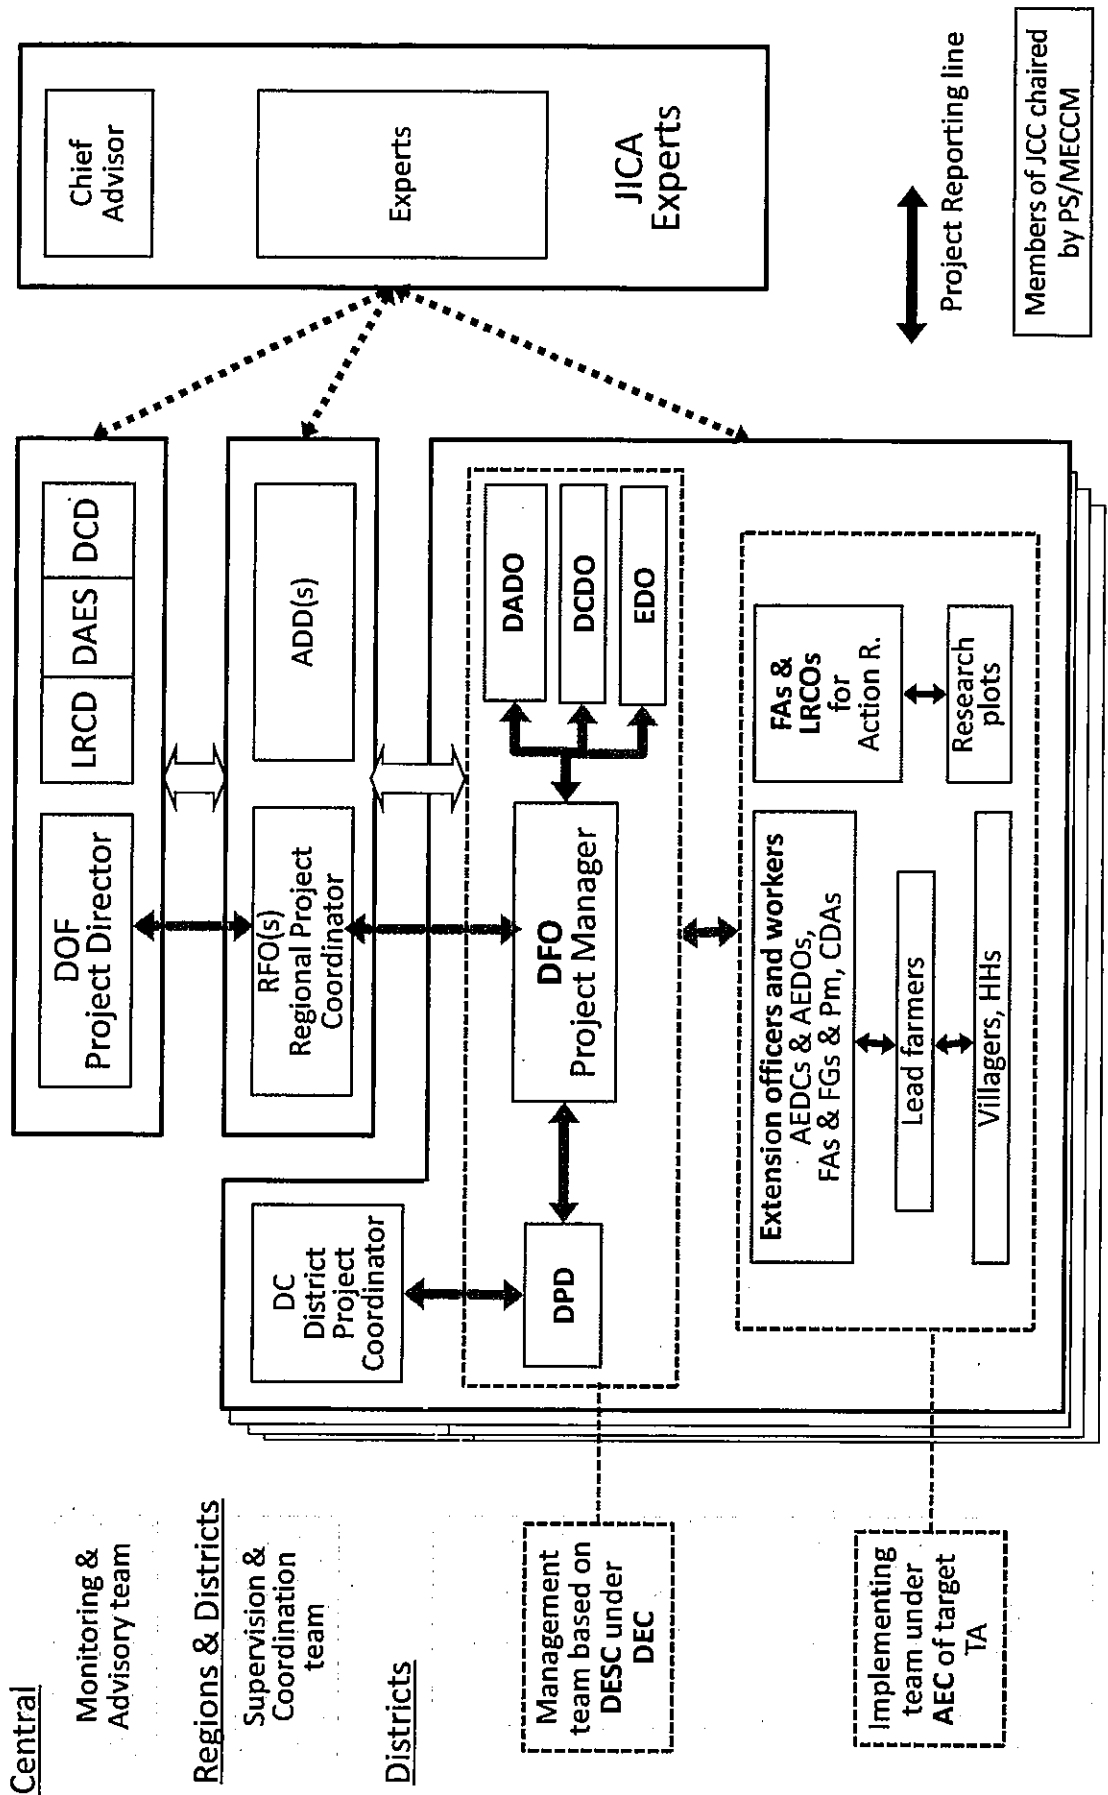 Central
Monitoring &
Advisory team
DOF
Project Director
LRCD
DAES
DCD
Chief
Advisor
Experts
JICA
Experts
Regions & Districts
Supervision &
Coordination
team
RFO(s)
Regional Project
Coordinator
ADD(s)
Districts
DC
District
Project
Coordinator
Management
team based on
DESC under
DEC
DPD
DFO
Project Manager
DADO
DCDO
EDO
Implementing
team under
AEC of target
TA
Extension officers and workers
AEDCs & AEDOs,
FAs & FGs & Pm, CDAs
Lead farmers
Villagers, HHs
FAs &
LRCOs
for
Action R.
Research
plots
Project Reporting line
Members of JCC chaired
by PS/MECCM